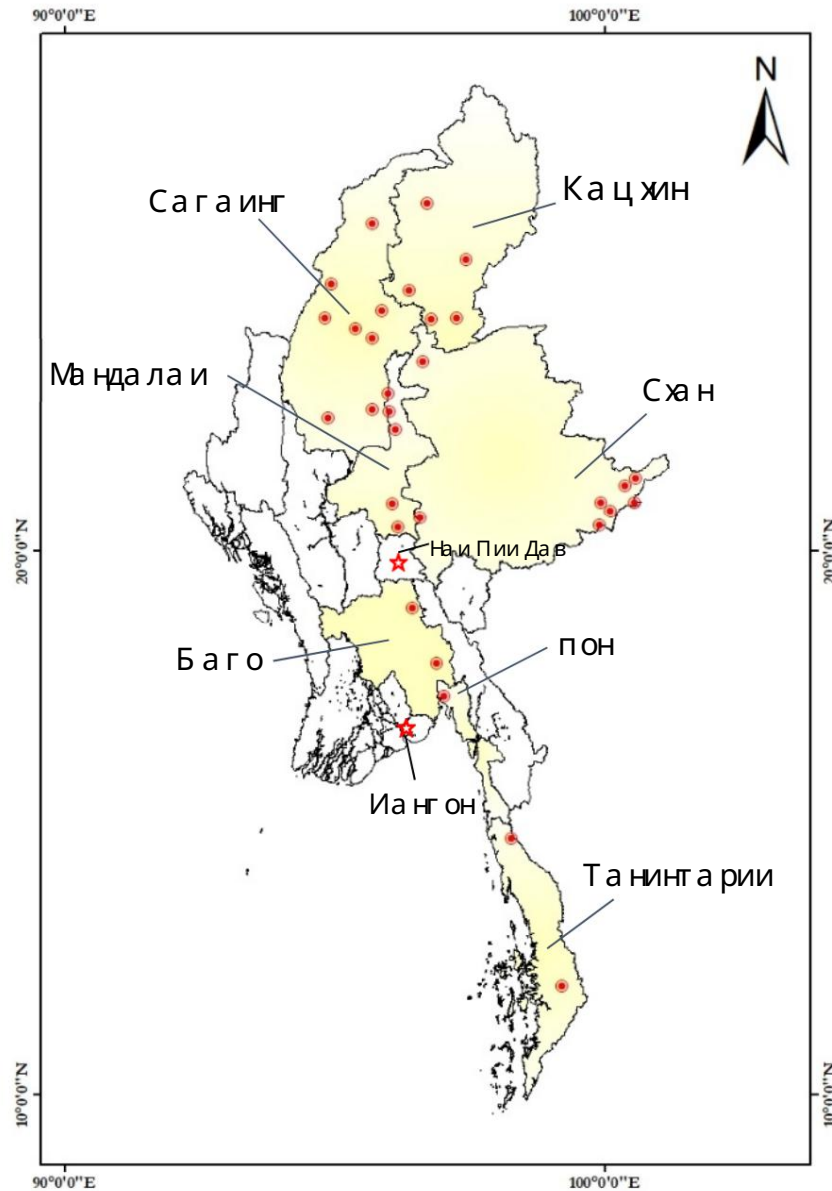 90°0'0"E
100°0'0"E
N
Сагаинг
Кацхин
Мандалаи
Схан
20°0'0"N
20°0'0"N
Наи Пии Дав
Баго
пон
Иангон
Танинтарии
10°0'0"N
10°0'0"N
90°0'0"E
100°0'0"E